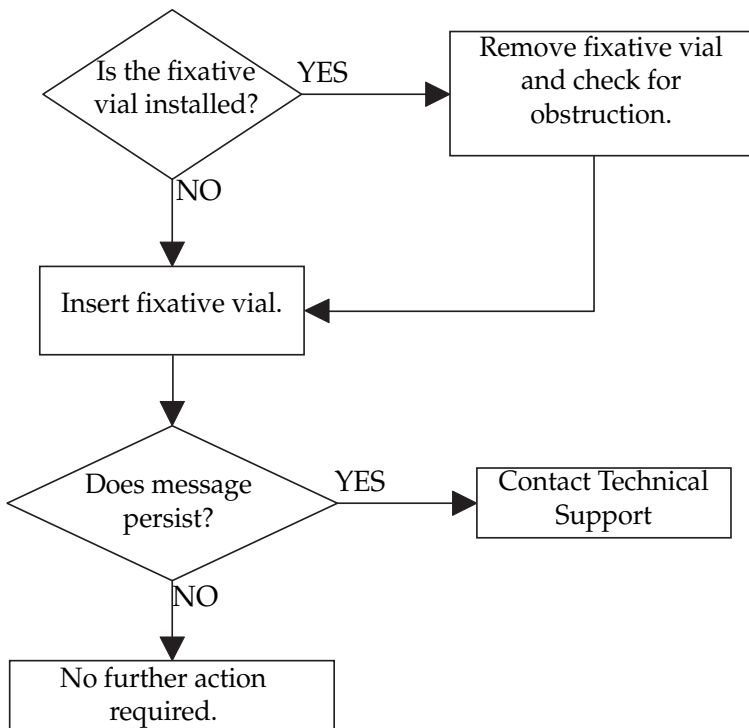 Is the fixative
vial installed?
YES
Remove fixative vial
and check for
obstruction.
NO
Insert fixative vial.
Does message
persist?
YES
Contact Technical
Support
NO
No further action
required.